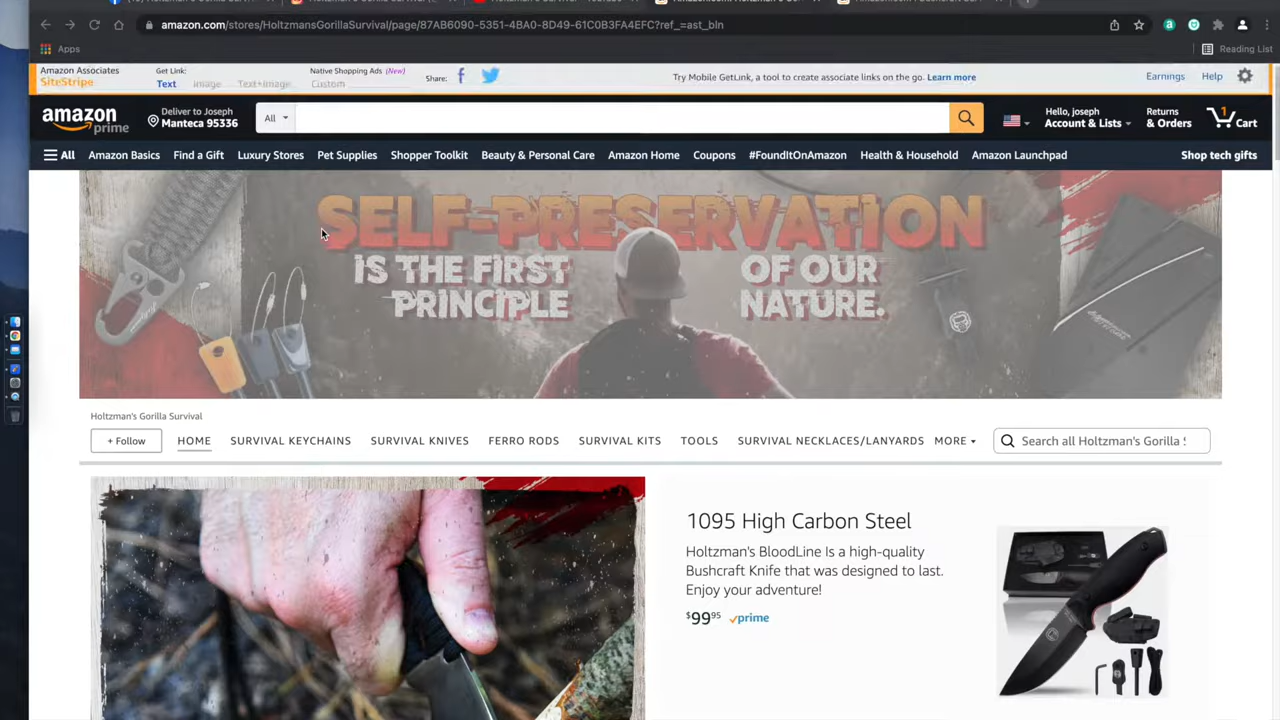 amazon.com/stores/HoltzmansGorillaSurvival/page/87AB6090-5351-4BA0-8D49-61C0B3FA4EFC?ref_=ast_bln
Apps
Reading List
Amazon Associates
SiteStripe
Get Link:
Text Image Text+Image
Native Shopping Ads (New)
Custom
Share:
Try Mobile GetLink, a tool to create associate links on the go. Learn more
Earnings Help
amazon
prime
Deliver to Joseph
Manteca 95336
All
Hello, joseph
Account & Lists
Returns
& Orders
1
Cart
All Amazon Basics Find a Gift Luxury Stores Pet Supplies Shopper Toolkit Beauty & Personal Care Amazon Home Coupons #FoundItOnAmazon Health & Household Amazon Launchpad Shop tech gifts
SELF-PRESERVATION
IS THE FIRST OF OUR
PRINCIPLE NATURE.
Holtzman's Gorilla Survival
+ Follow HOME SURVIVAL KEYCHAINS SURVIVAL KNIVES FERRO RODS SURVIVAL KITS TOOLS SURVIVAL NECKLACES/LANYARDS MORE Search all Holtzman's Gorilla
1095 High Carbon Steel
Holtzman's BloodLine Is a high-quality
Bushcraft Knife that was designed to last.
Enjoy your adventure!
$99.95 prime